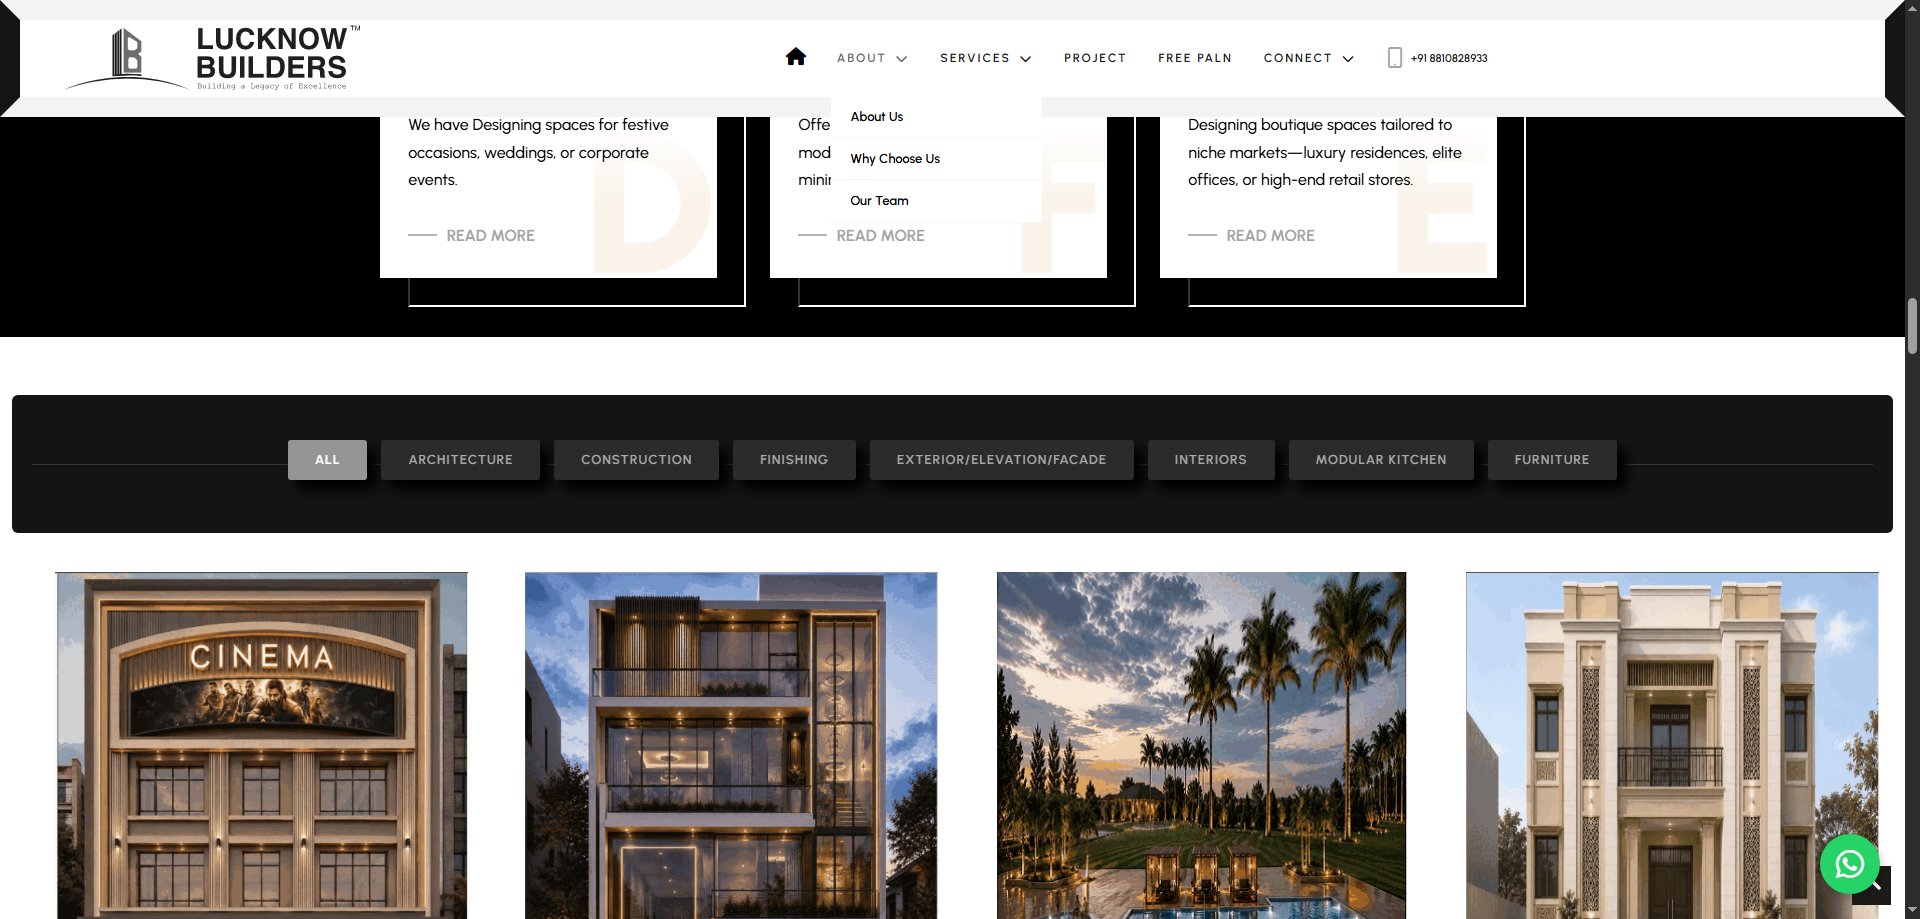 LUCKNOW™
BUILDERS
Building a Legacy of Excellence
ABOUT
SERVICES
PROJECT
FREE PALN
CONNECT
+91 8810828933
About Us
Why Choose Us
Our Team
We have Designing spaces for festive
occasions, weddings, or corporate
events.
READ MORE
D
READ MORE
F
Designing boutique spaces tailored to
niche markets—luxury residences, elite
offices, or high-end retail stores.
READ MORE
E
ALL
ARCHITECTURE
CONSTRUCTION
FINISHING
EXTERIOR/ELEVATION/FACADE
INTERIORS
MODULAR KITCHEN
FURNITURE
CINEMA